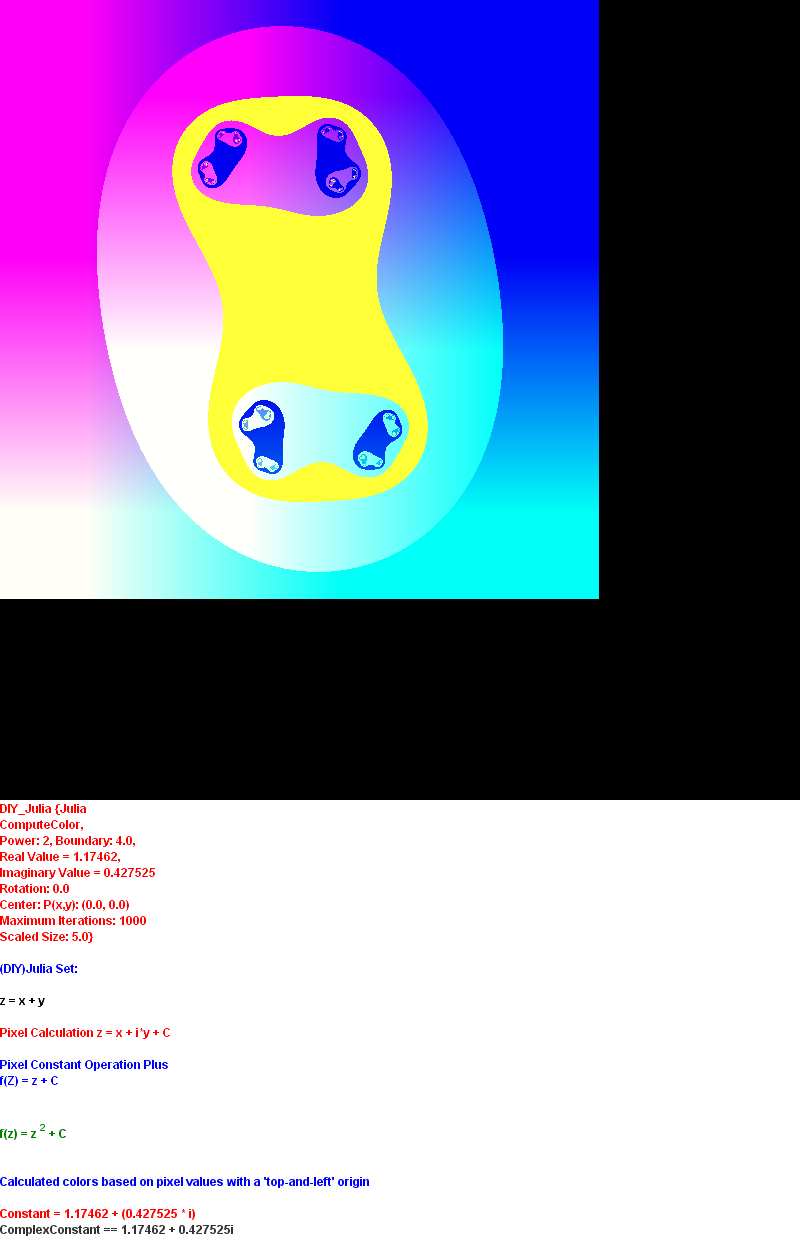 DIY_Julia {Julia
ComputeColor,
Power: 2, Boundary: 4.0,
Real Value = 1.17462,
Imaginary Value = 0.427525
Rotation: 0.0
Center: P(x,y): (0.0, 0.0)
Maximum Iterations: 1000
Scaled Size: 5.0}
(DIY)Julia Set:
z = x + y
Pixel Calculation z = x + i*y + C
Pixel Constant Operation Plus
f(Z) = z + C
f(z) = z 2 + C
Calculated colors based on pixel values with a 'top-and-left' origin
Constant = 1.17462 + (0.427525 * i)
ComplexConstant == 1.17462 + 0.427525i